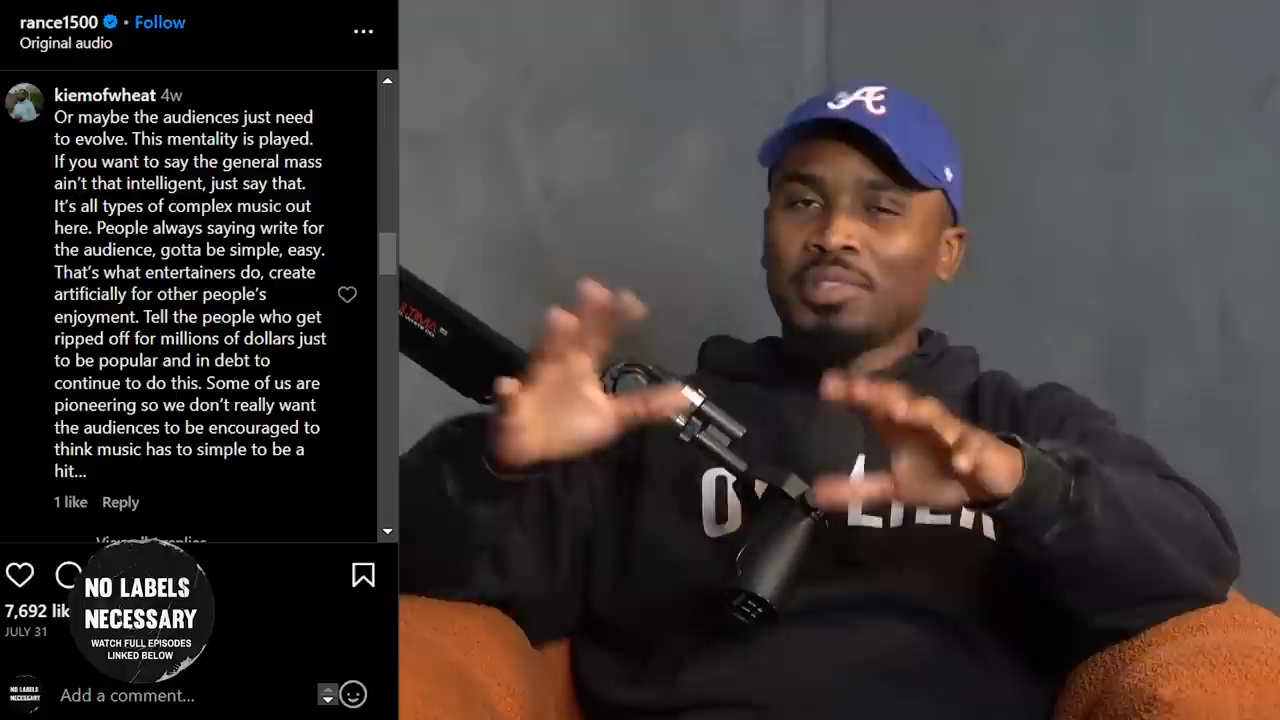 rance1500 • Follow
Original audio
kiemofwheat 4w
Or maybe the audiences just need
to evolve. This mentality is played.
If you want to say the general mass
ain't that intelligent, just say that.
It's all types of complex music out
here. People always saying write for
the audience, gotta be simple, easy.
That's what entertainers do, create
artificially for other people's
enjoyment. Tell the people who get
ripped off for millions of dollars just
to be popular and in debt to
continue to do this. Some of us are
pioneering so we don't really want
the audiences to be encouraged to
think music has to simple to be a
hit...
1 like Reply
7,692 lik
JULY 31
NO LABELS
NECESSARY
WATCH FULL EPISODES
LINKED BELOW
NO LABELS
NECESSARY
Add a comment...
A